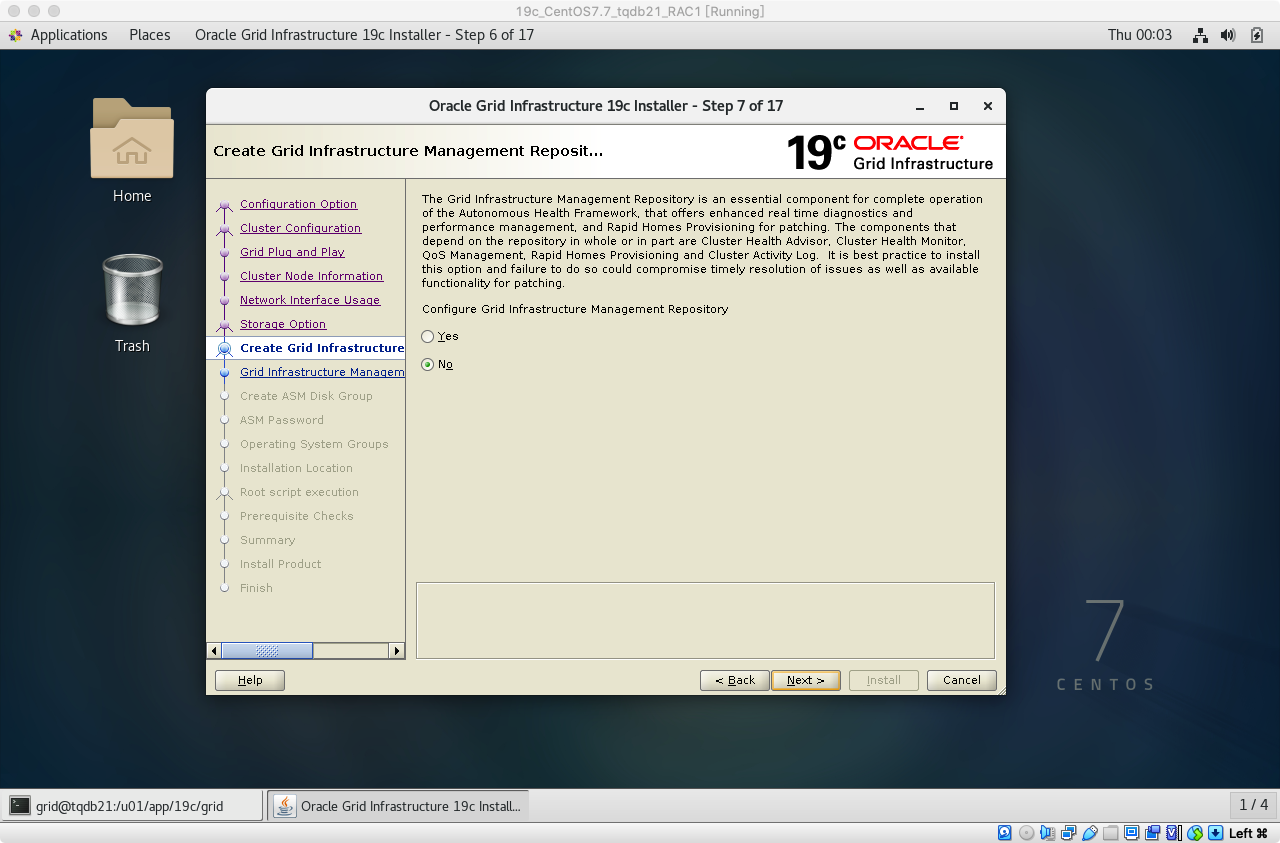 19c_CentOS7.7_tqdb21_RAC1 [Running]
Applications Places Oracle Grid Infrastructure 19c Installer - Step 6 of 17 Thu 00:03
Home
Trash
Oracle Grid Infrastructure 19c Installer - Step 7 of 17
Create Grid Infrastructure Management Reposit...
19c ORACLE
Grid Infrastructure
Configuration Option
Cluster Configuration
Grid Plug and Play
Cluster Node Information
Network Interface Usage
Storage Option
Create Grid Infrastructure
Grid Infrastructure Managem
Create ASM Disk Group
ASM Password
Operating System Groups
Installation Location
Root script execution
Prerequisite Checks
Summary
Install Product
Finish
The Grid Infrastructure Management Repository is an essential component for complete operation
of the Autonomous Health Framework, that offers enhanced real time diagnostics and
performance management, and Rapid Homes Provisioning for patching. The components that
depend on the repository in whole or in part are Cluster Health Advisor, Cluster Health Monitor,
QoS Management, Rapid Homes Provisioning and Cluster Activity Log.  It is best practice to install
this option and failure to do so could compromise timely resolution of issues as well as available
functionality for patching.
Configure Grid Infrastructure Management Repository
Yes
No
Help < Back Next > Install Cancel
7
CENTOS
grid@tqdb21:/u01/app/19c/grid Oracle Grid Infrastructure 19c Install... 1 / 4
Left ⌘